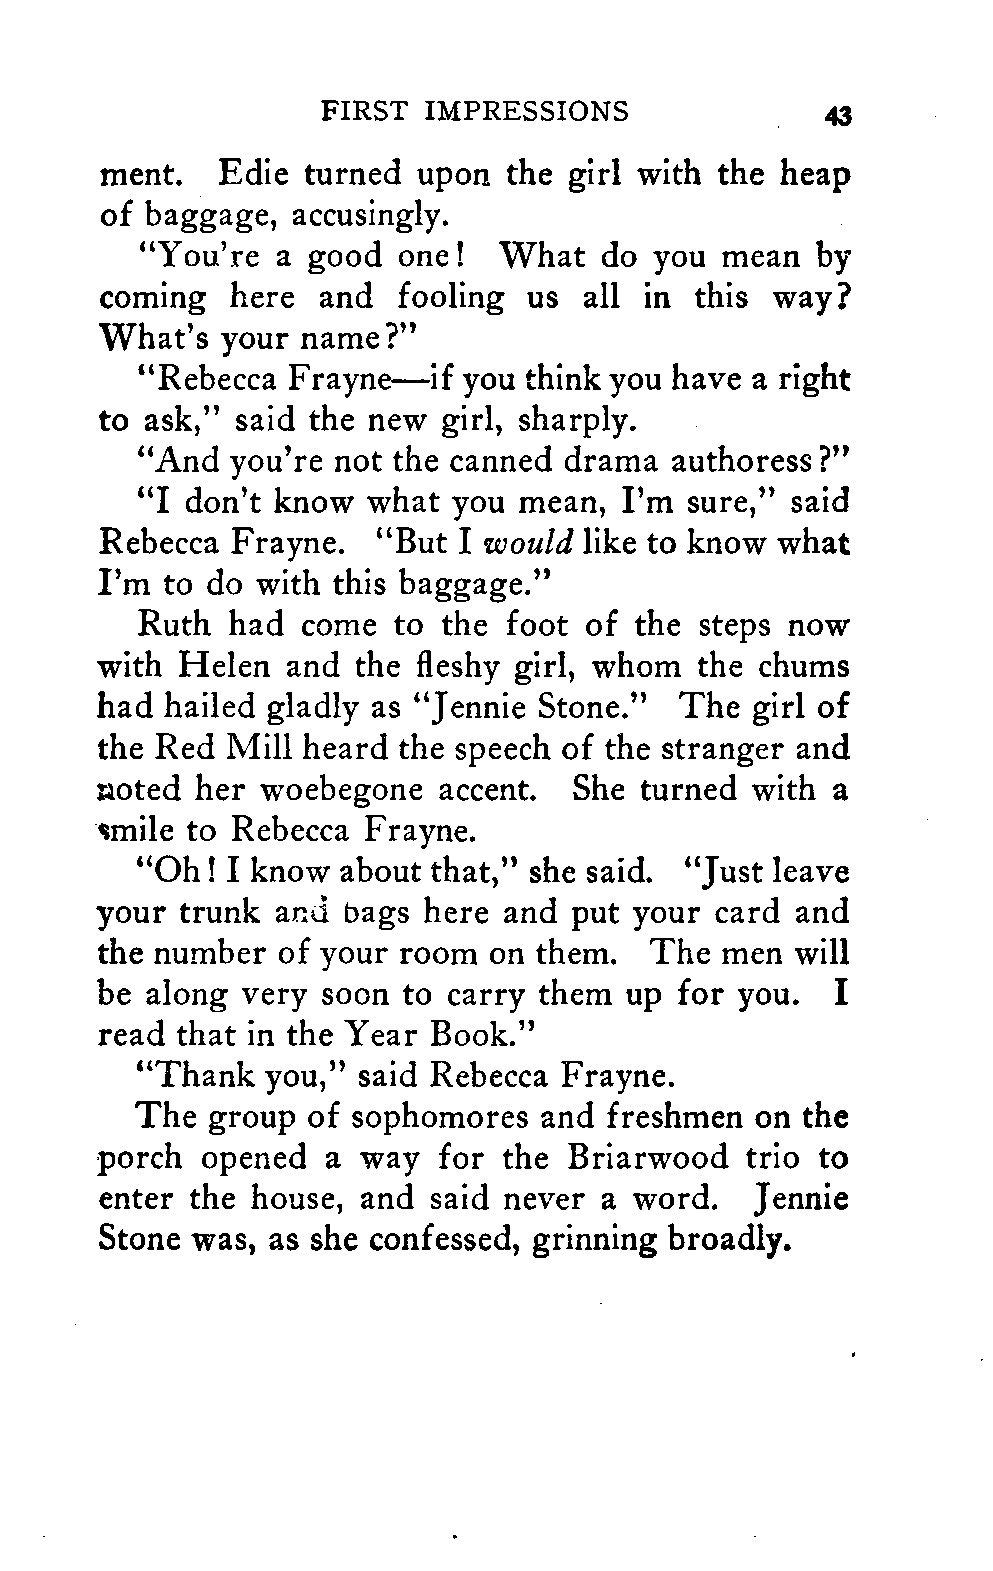 FIRST IMPRESSIONS 43
ment. Edie turned upon the girl with the heap
of baggage, accusingly.
“You’re a good one! What do you mean by
coming here and fooling us all in this way?
What’s your name?”
“Rebecca Frayne—if you think you have a right
to ask,” said the new girl, sharply.
“And you’re not the canned drama authoress?”
“I don’t know what you mean, I’m sure,” said
Rebecca Frayne. “But I would like to know what
I’m to do with this baggage.”
Ruth had come to the foot of the steps now
with Helen and the fleshy girl, whom the chums
had hailed gladly as “Jennie Stone.” The girl of
the Red Mill heard the speech of the stranger and
noted her woebegone accent. She turned with a
smile to Rebecca Frayne.
“Oh! I know about that,” she said. “Just leave
your trunk and bags here and put your card and
the number of your room on them. The men will
be along very soon to carry them up for you. I
read that in the Year Book.”
“Thank you,” said Rebecca Frayne.
The group of sophomores and freshmen on the
porch opened a way for the Briarwood trio to
enter the house, and said never a word. Jennie
Stone was, as she confessed, grinning broadly.